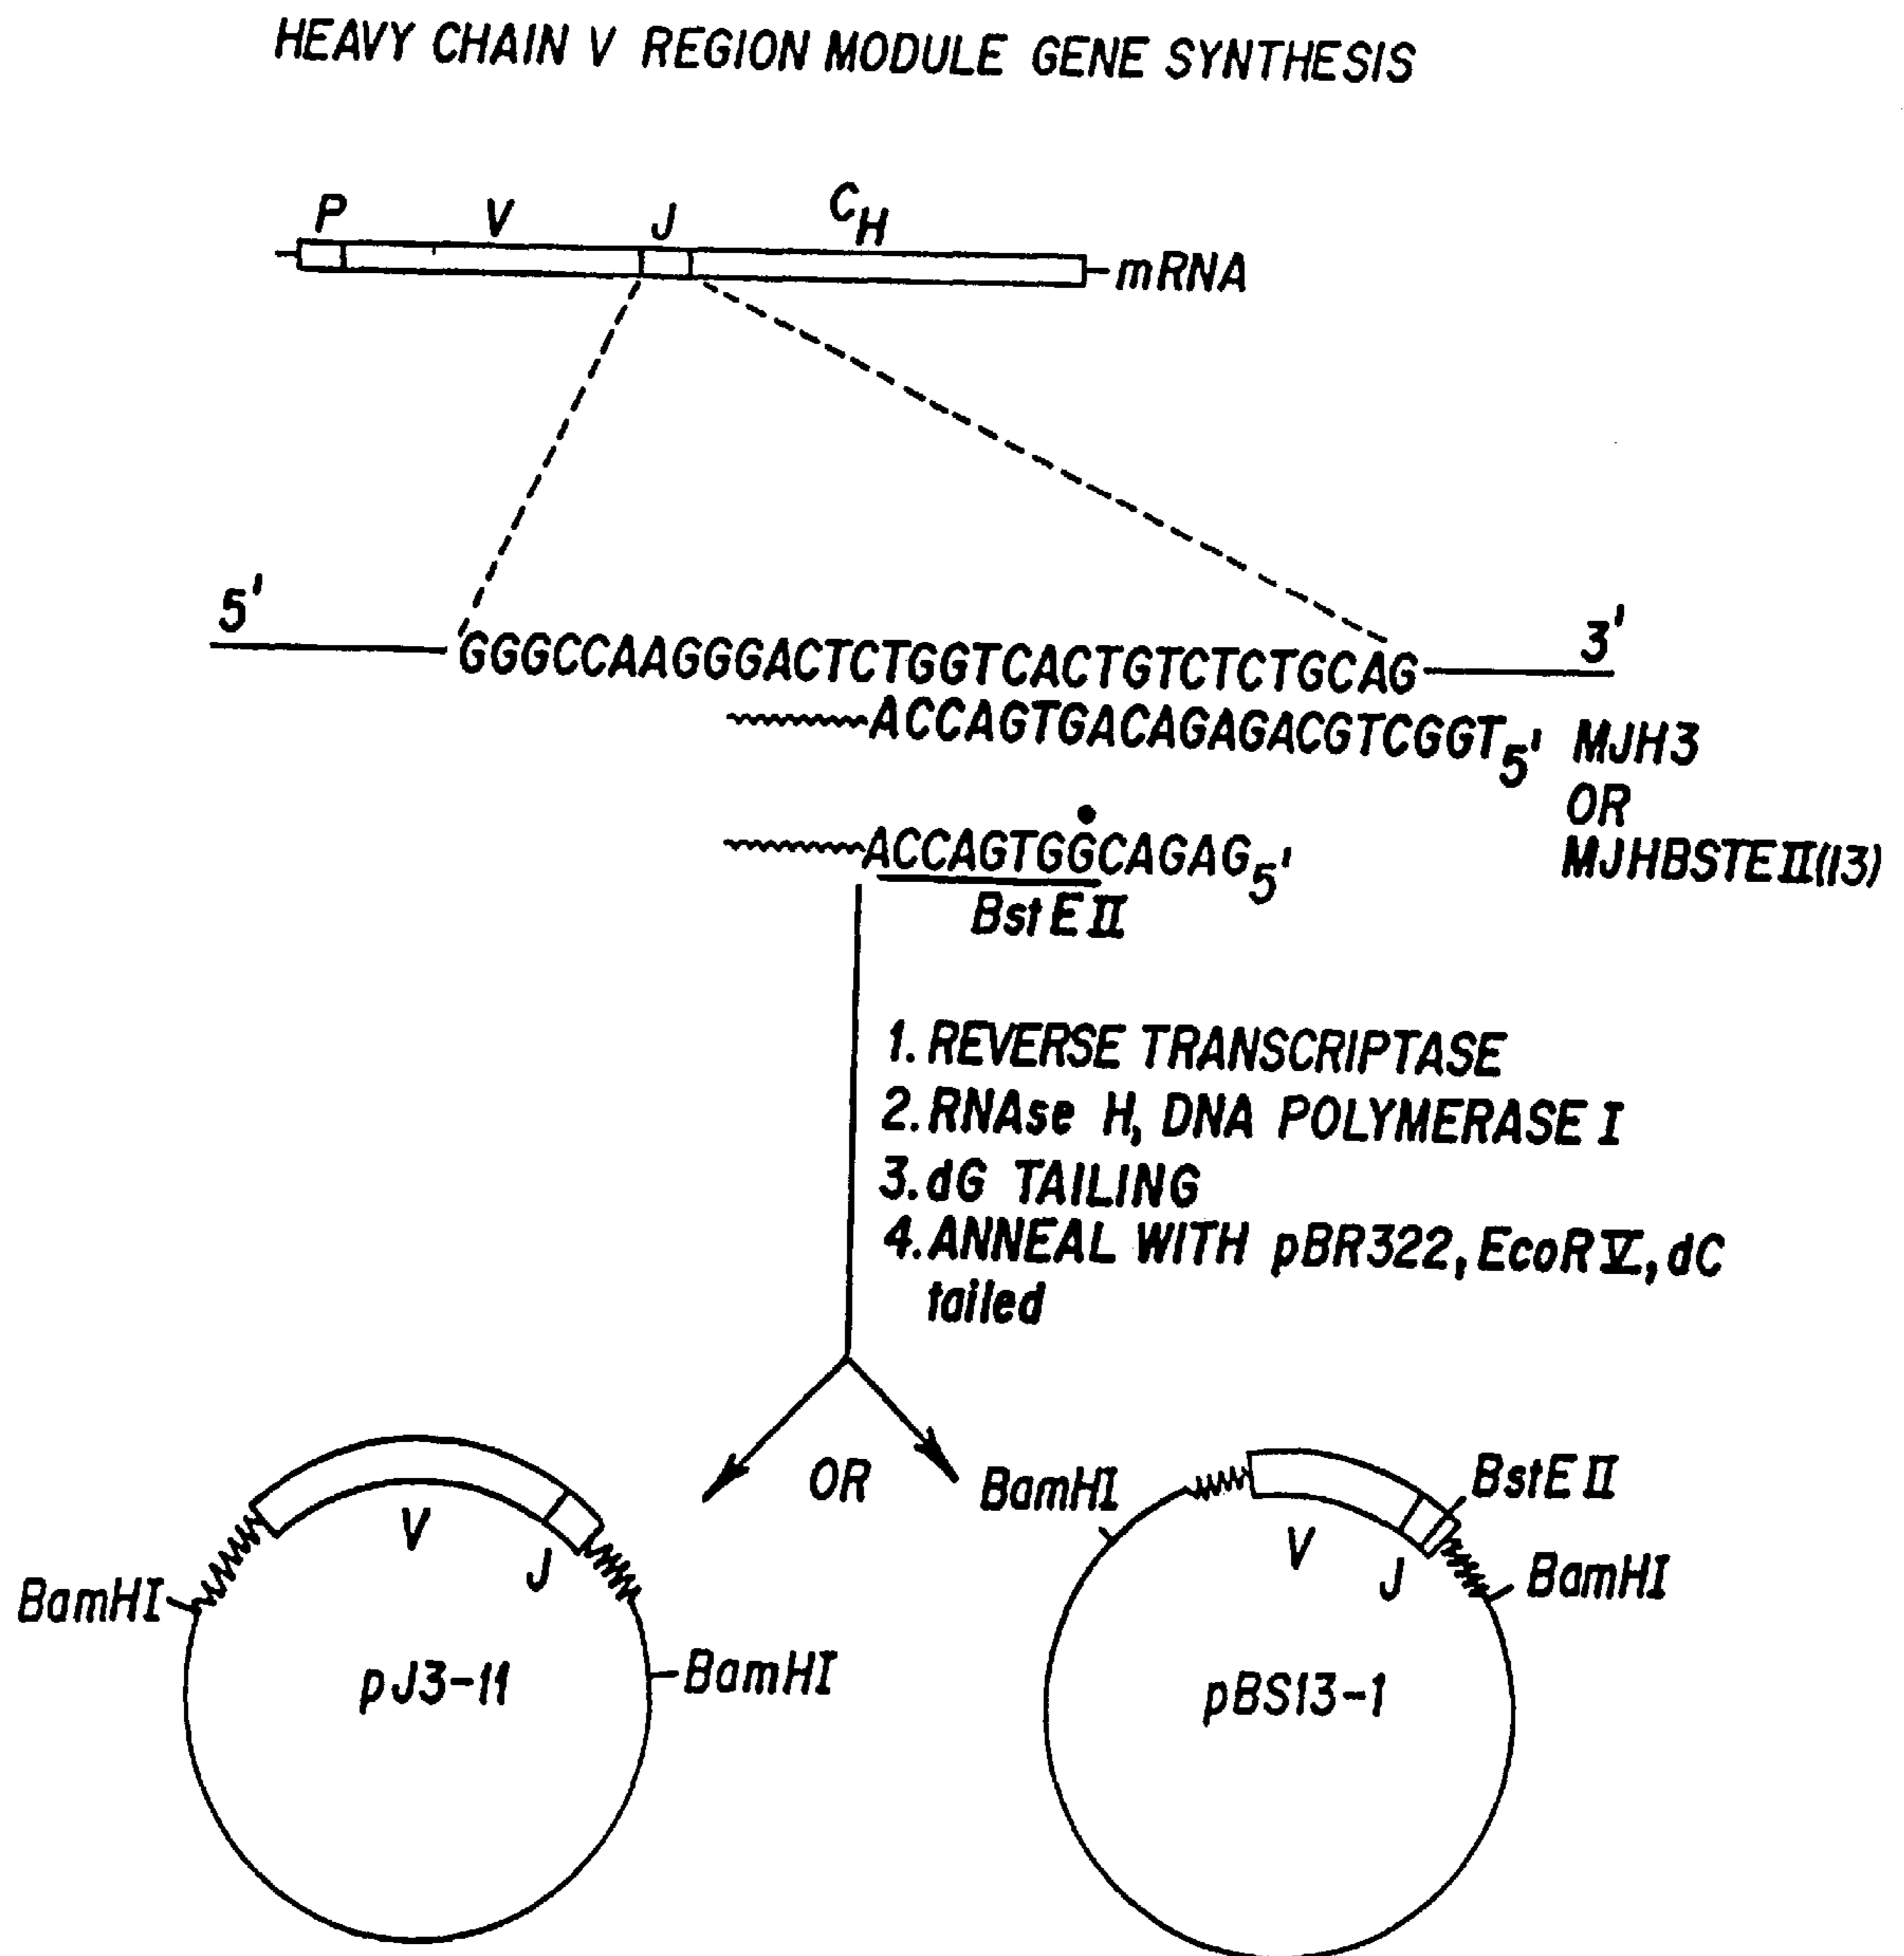 HEAVY CHAIN V REGION MODULE GENE SYNTHESIS
P V J CH
mRNA
5' 3'
GGGCCAAGGGACTCTGGTCACTGTCTCTGCAG
ACCAGTGACAGAGACGTCGGT5' MJH3
OR
ACCAGTGGCAGAG5' MJHBSTEII(13)
BstEII
1. REVERSE TRANSCRIPTASE
2. RNAse H, DNA POLYMERASE I
3. dG TAILING
4. ANNEAL WITH pBR322, EcoRV, dC
tailed
OR
BamHI V J BamHI
pJ3-11
BamHI V J BstEII
BamHI
pBS13-1